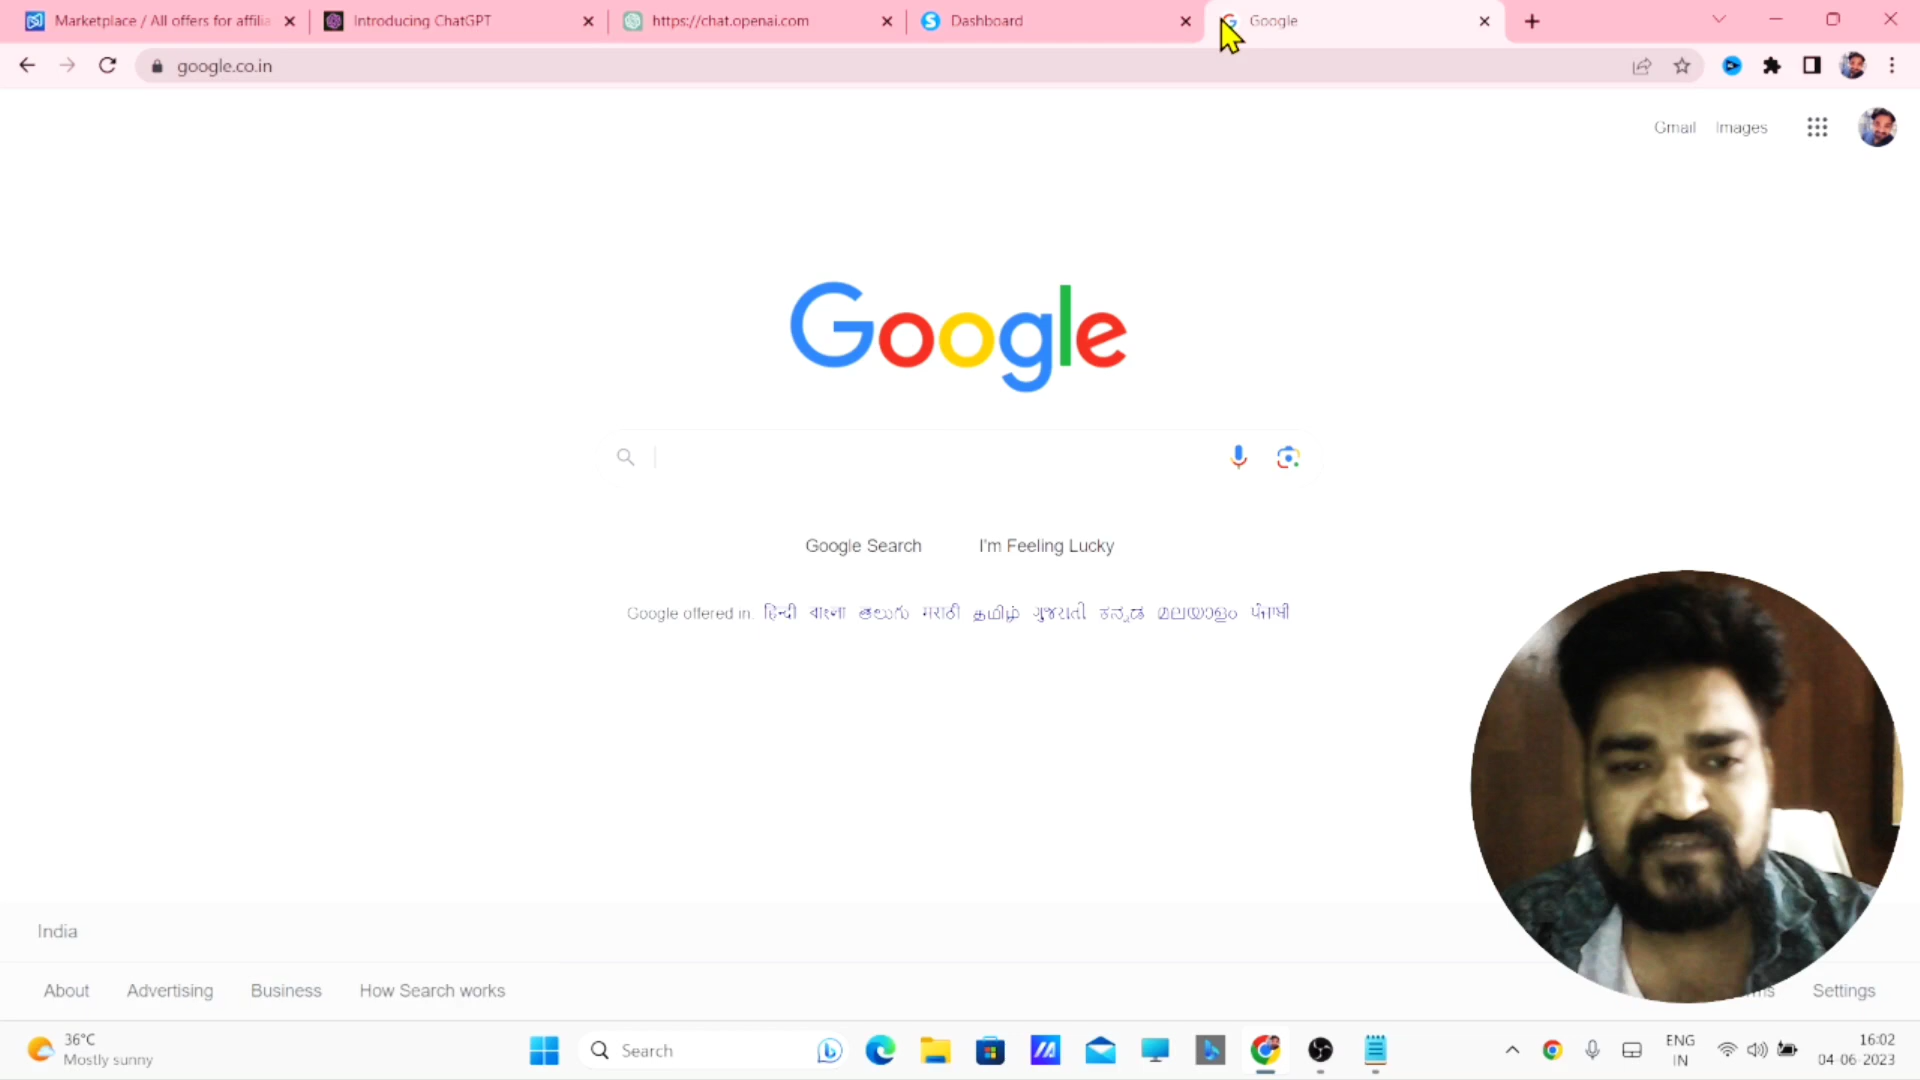 Marketplace / All offers for affilia
Introducing ChatGPT
https://chat.openai.com
Dashboard
Google
google.co.in
Gmail Images
Google
Google Search I'm Feeling Lucky
Google offered in: हिन्दी বাংলা తెలుగు मराठी தமிழ் ગુજરાતી ಕನ್ನಡ മലയാളം ਪੰਜਾਬੀ
India
About Advertising Business How Search works Settings
36°C
Mostly sunny
Search
ENG
IN
16:02
04-06-2023